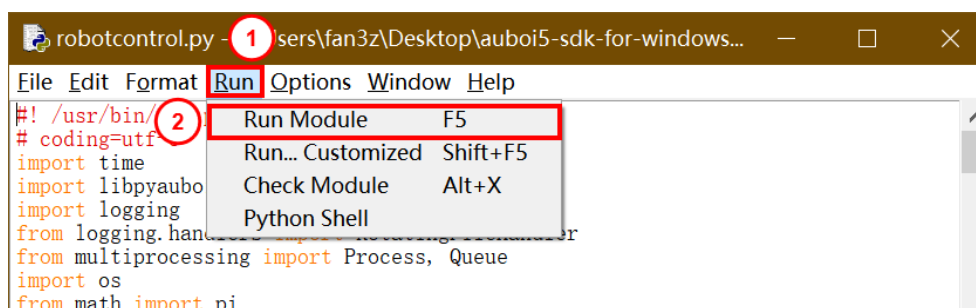 robotcontrol.py - 1 sers\fan3z\Desktop\auboi5-sdk-for-windows...
File Edit Format Run Options Window Help
#! /usr/bin/
2
Run Module F5
# coding=utf-
Run... Customized Shift+F5
import time
Check Module Alt+X
import libpyaubo
Python Shell
import logging
from logging.handlers import RotatingFileHandler
from multiprocessing import Process, Queue
import os
from math import pi